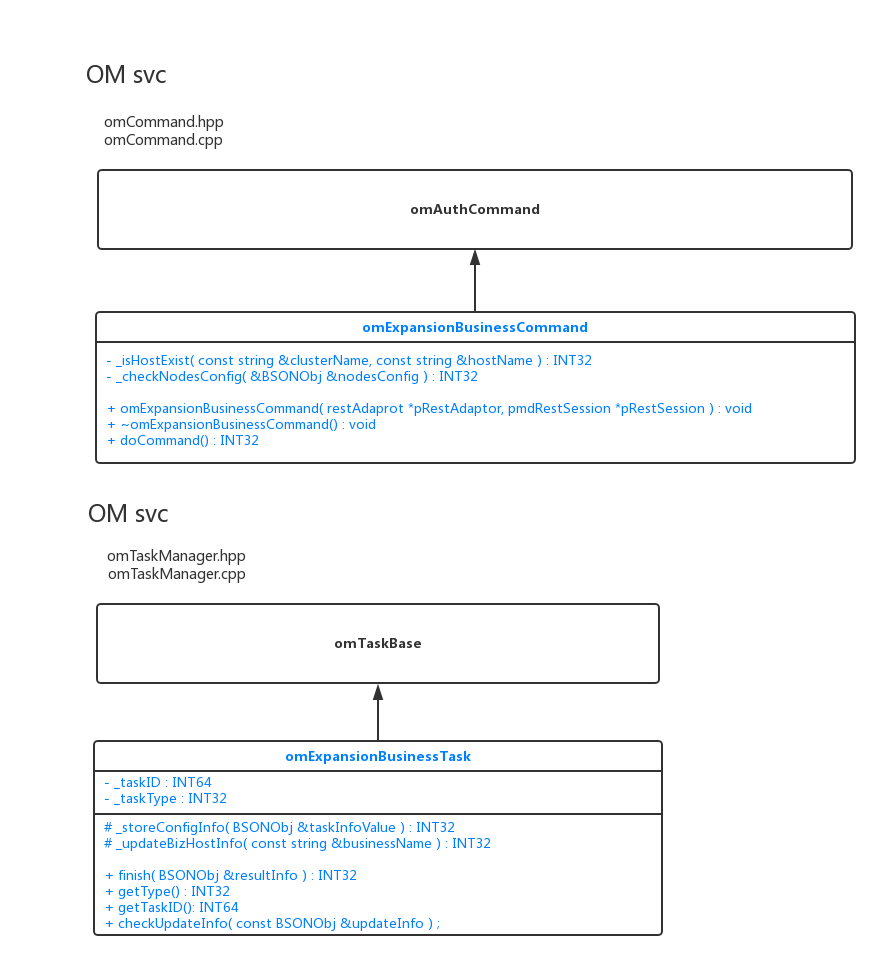 OM svc
omCommand.hpp
omCommand.cpp
omAuthCommand
omExpansionBusinessCommand
- _isHostExist( const string &clusterName, const string &hostName ) : INT32
- _checkNodesConfig( &BSONObj &nodesConfig ) : INT32
+ omExpansionBusinessCommand( restAdaprot *pRestAdaptor, pmdRestSession *pRestSession ) : void
+ ~omExpansionBusinessCommand() : void
+ doCommand() : INT32
OM svc
omTaskManager.hpp
omTaskManager.cpp
omTaskBase
omExpansionBusinessTask
- _taskID : INT64
- _taskType : INT32
# _storeConfigInfo( BSONObj &taskInfoValue ) : INT32
# _updateBizHostInfo( const string &businessName ) : INT32
+ finish( BSONObj &resultInfo ) : INT32
+ getType() : INT32
+ getTaskID(): INT64
+ checkUpdateInfo( const BSONObj &updateInfo ) ;